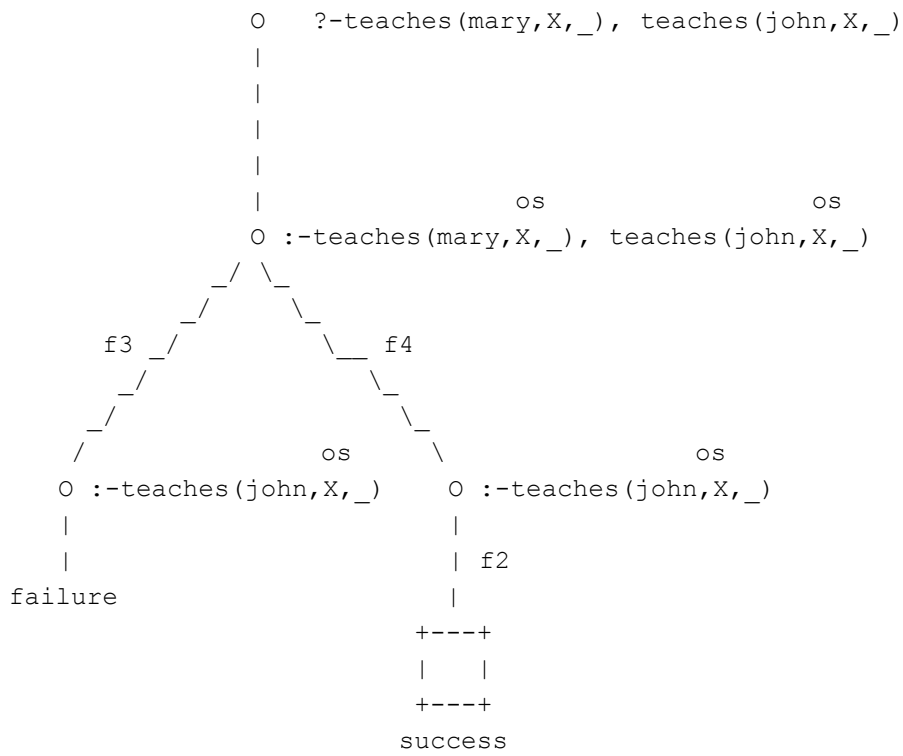 O ?-teaches(mary,X,_), teaches(john,X,_)
os os
O :-teaches(mary,X,_), teaches(john,X,_)
f3 f4
os os
O :-teaches(john,X,_) O :-teaches(john,X,_)
f2
failure
success